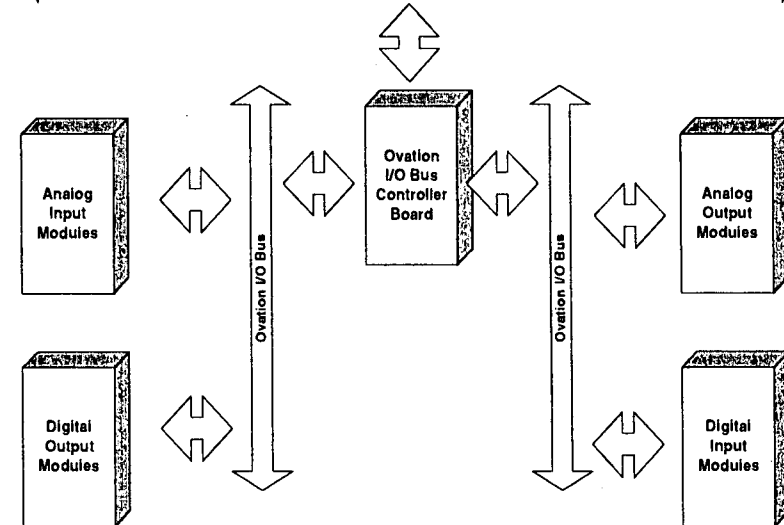 Ovation
I/O Bus
Controller
Board
Analog
Input
Modules
Analog
Output
Modules
Ovation I/O Bus
Ovation I/O Bus
Digital
Output
Modules
Digital
Input
Modules